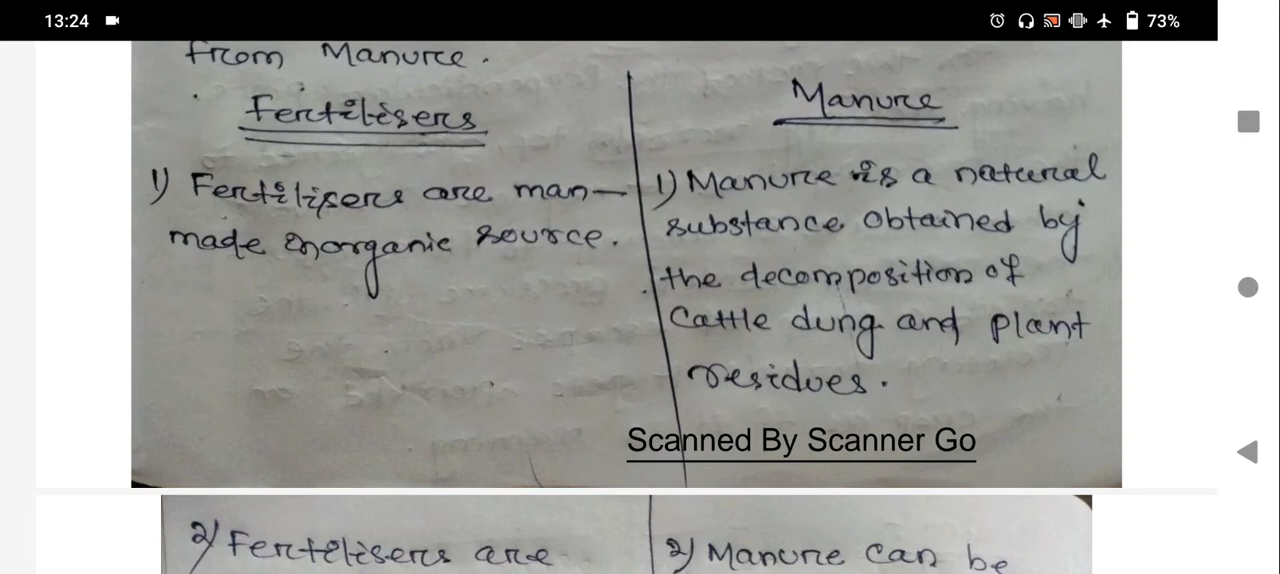 13:24
73%
from Manure.
Fertilisers
Manure
1) Fertilisers are man-
made inorganic source.
1) Manure is a natural
substance obtained by
the decomposition of
Cattle dung and plant
residues.
Scanned By Scanner Go
2) Fertilisers are
2) Manure can be